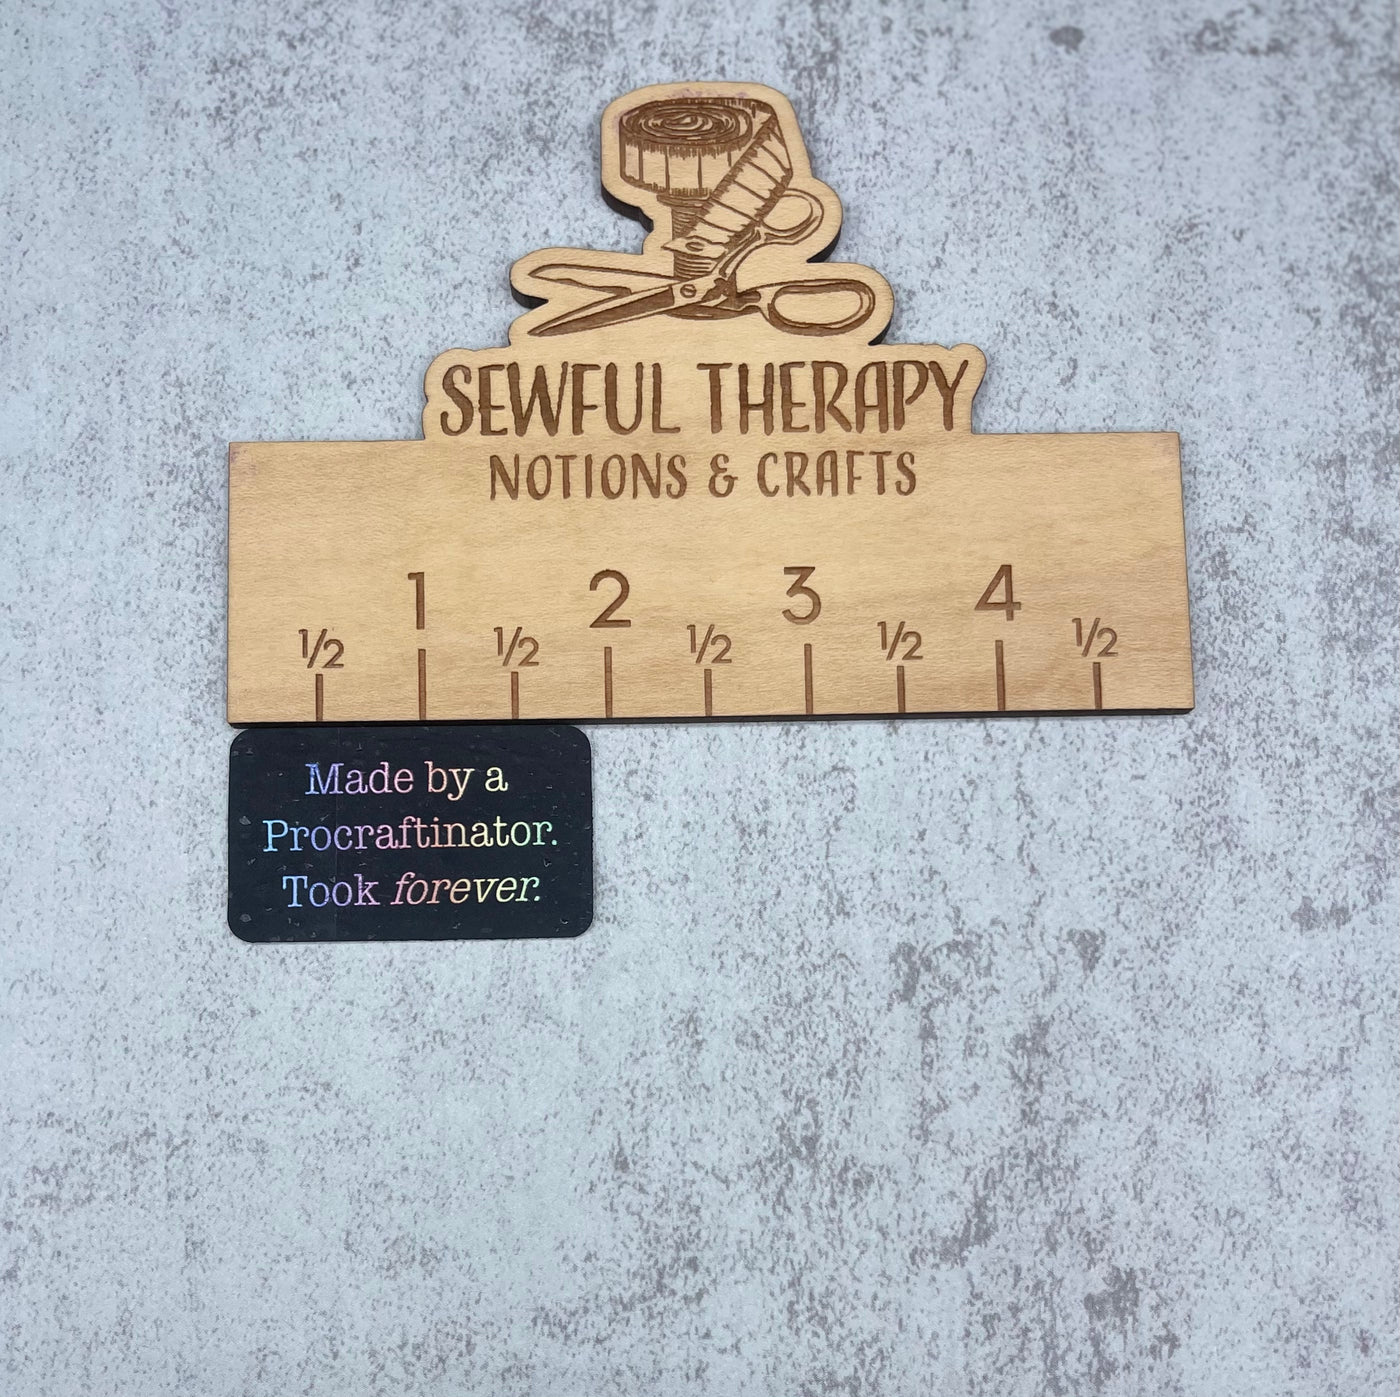 SEWFUL THERAPY
NOTIONS & CRAFTS
1 2 3 4
1/2 1/2 1/2 1/2 1/2
Made by a
Procraftinator.
Took forever.